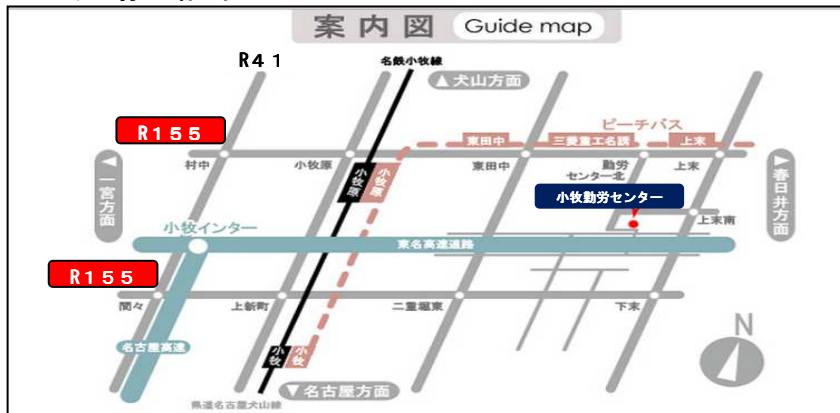 案内図 Guide map
R41
名鉄小牧線
▲犬山方面
R155
ピーチバス
東田中
三菱重工名誘
上末
村中
小牧原
東田中
勤労センター北
上末
◀一宮方面
小牧原
小牧原
小牧勤労センター
▶春日井方面
小牧インター
上末南
東名高速道路
R155
間々
上新町
二重堀東
下末
名古屋高速
小牧
小牧
▼名古屋方面
県道名古屋犬山線
N